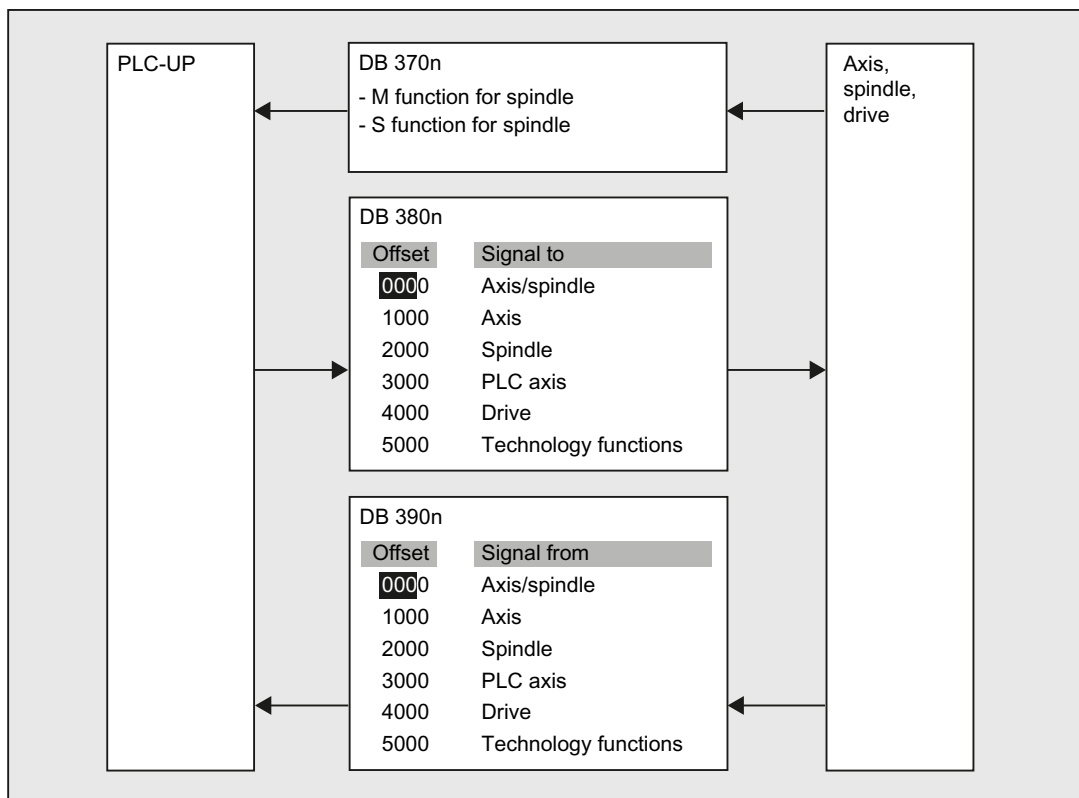 PLC-UP
DB 370n
- M function for spindle
- S function for spindle
Axis,
spindle,
drive
DB 380n
Offset Signal to
0000 Axis/spindle
1000 Axis
2000 Spindle
3000 PLC axis
4000 Drive
5000 Technology functions
DB 390n
Offset Signal from
0000 Axis/spindle
1000 Axis
2000 Spindle
3000 PLC axis
4000 Drive
5000 Technology functions